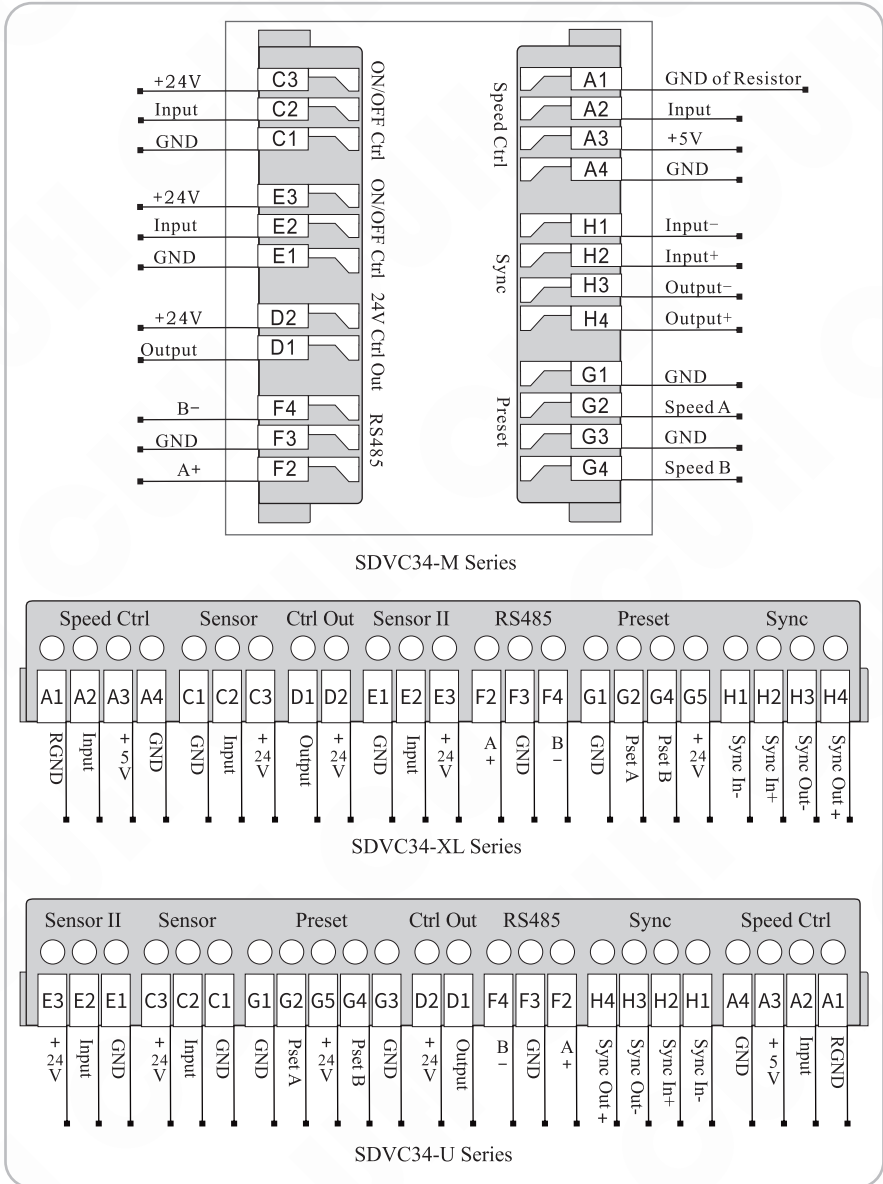 +24V C3
Input C2
GND C1
ON/OFF Ctrl
+24V E3
Input E2
GND E1
ON/OFF Ctrl
+24V D2
Output D1
24V Ctrl Out
B− F4
GND F3
A+ F2
RS485
Speed Ctrl
A1 GND of Resistor
A2 Input
A3 +5V
A4 GND
Sync
H1 Input−
H2 Input+
H3 Output−
H4 Output+
Preset
G1 GND
G2 Speed A
G3 GND
G4 Speed B
SDVC34-M Series
Speed Ctrl Sensor Ctrl Out Sensor II RS485 Preset Sync
A1 A2 A3 A4 C1 C2 C3 D1 D2 E1 E2 E3 F2 F3 F4 G1 G2 G4 G5 H1 H2 H3 H4
RGND Input +5V GND GND Input +24V Output +24V GND Input +24V A+ GND B- GND Pset A Pset B +24V Sync In- Sync In+ Sync Out- Sync Out +
SDVC34-XL Series
Sensor II Sensor Preset Ctrl Out RS485 Sync Speed Ctrl
E3 E2 E1 C3 C2 C1 G1 G2 G5 G4 G3 D2 D1 F4 F3 F2 H4 H3 H2 H1 A4 A3 A2 A1
+24V Input GND +24V Input GND GND Pset A +24V Pset B GND +24V Output B- GND A+ Sync Out + Sync Out- Sync In+ Sync In- GND +5V Input RGND
SDVC34-U Series